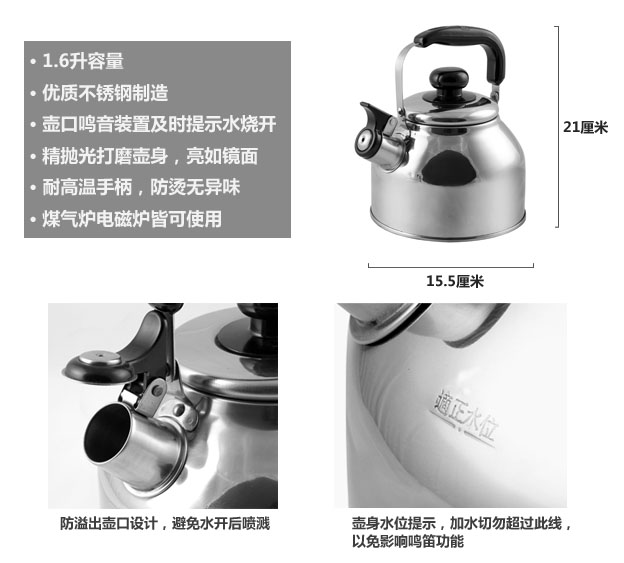 • 1.6升容量
• 优质不锈钢制造
• 壶口鸣音装置及时提示水烧开
• 精抛光打磨壶身，亮如镜面
• 耐高温手柄，防烫无异味
• 煤气炉电磁炉皆可使用
21厘米
15.5厘米
適正水位
防溢出壶口设计，避免水开后喷溅
壶身水位提示，加水切勿超过此线，
以免影响鸣笛功能